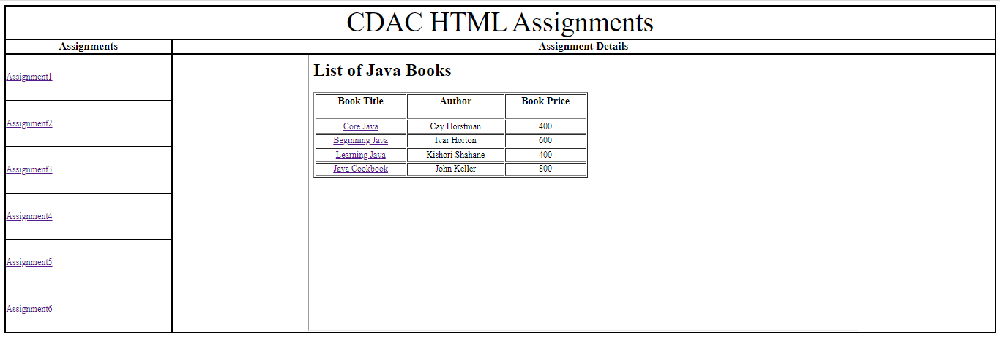 CDAC HTML Assignments
Assignments Assignment Details
Assignment1
Assignment2
Assignment3
Assignment4
Assignment5
Assignment6
List of Java Books
Book Title Author Book Price
Core Java Cay Horstman 400
Beginning Java Ivar Horton 600
Learning Java Kishori Shahane 400
Java Cookbook John Keller 800